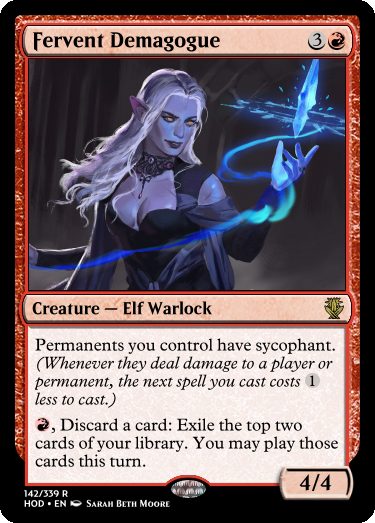 Fervent Demagogue 3
Creature — Elf Warlock
Permanents you control have sycophant.
(Whenever they deal damage to a player or
permanent, the next spell you cast costs 1
less to cast.)
, Discard a card: Exile the top two
cards of your library. You may play those
cards this turn.
4/4
142/339 R
HOD • EN Sarah Beth Moore